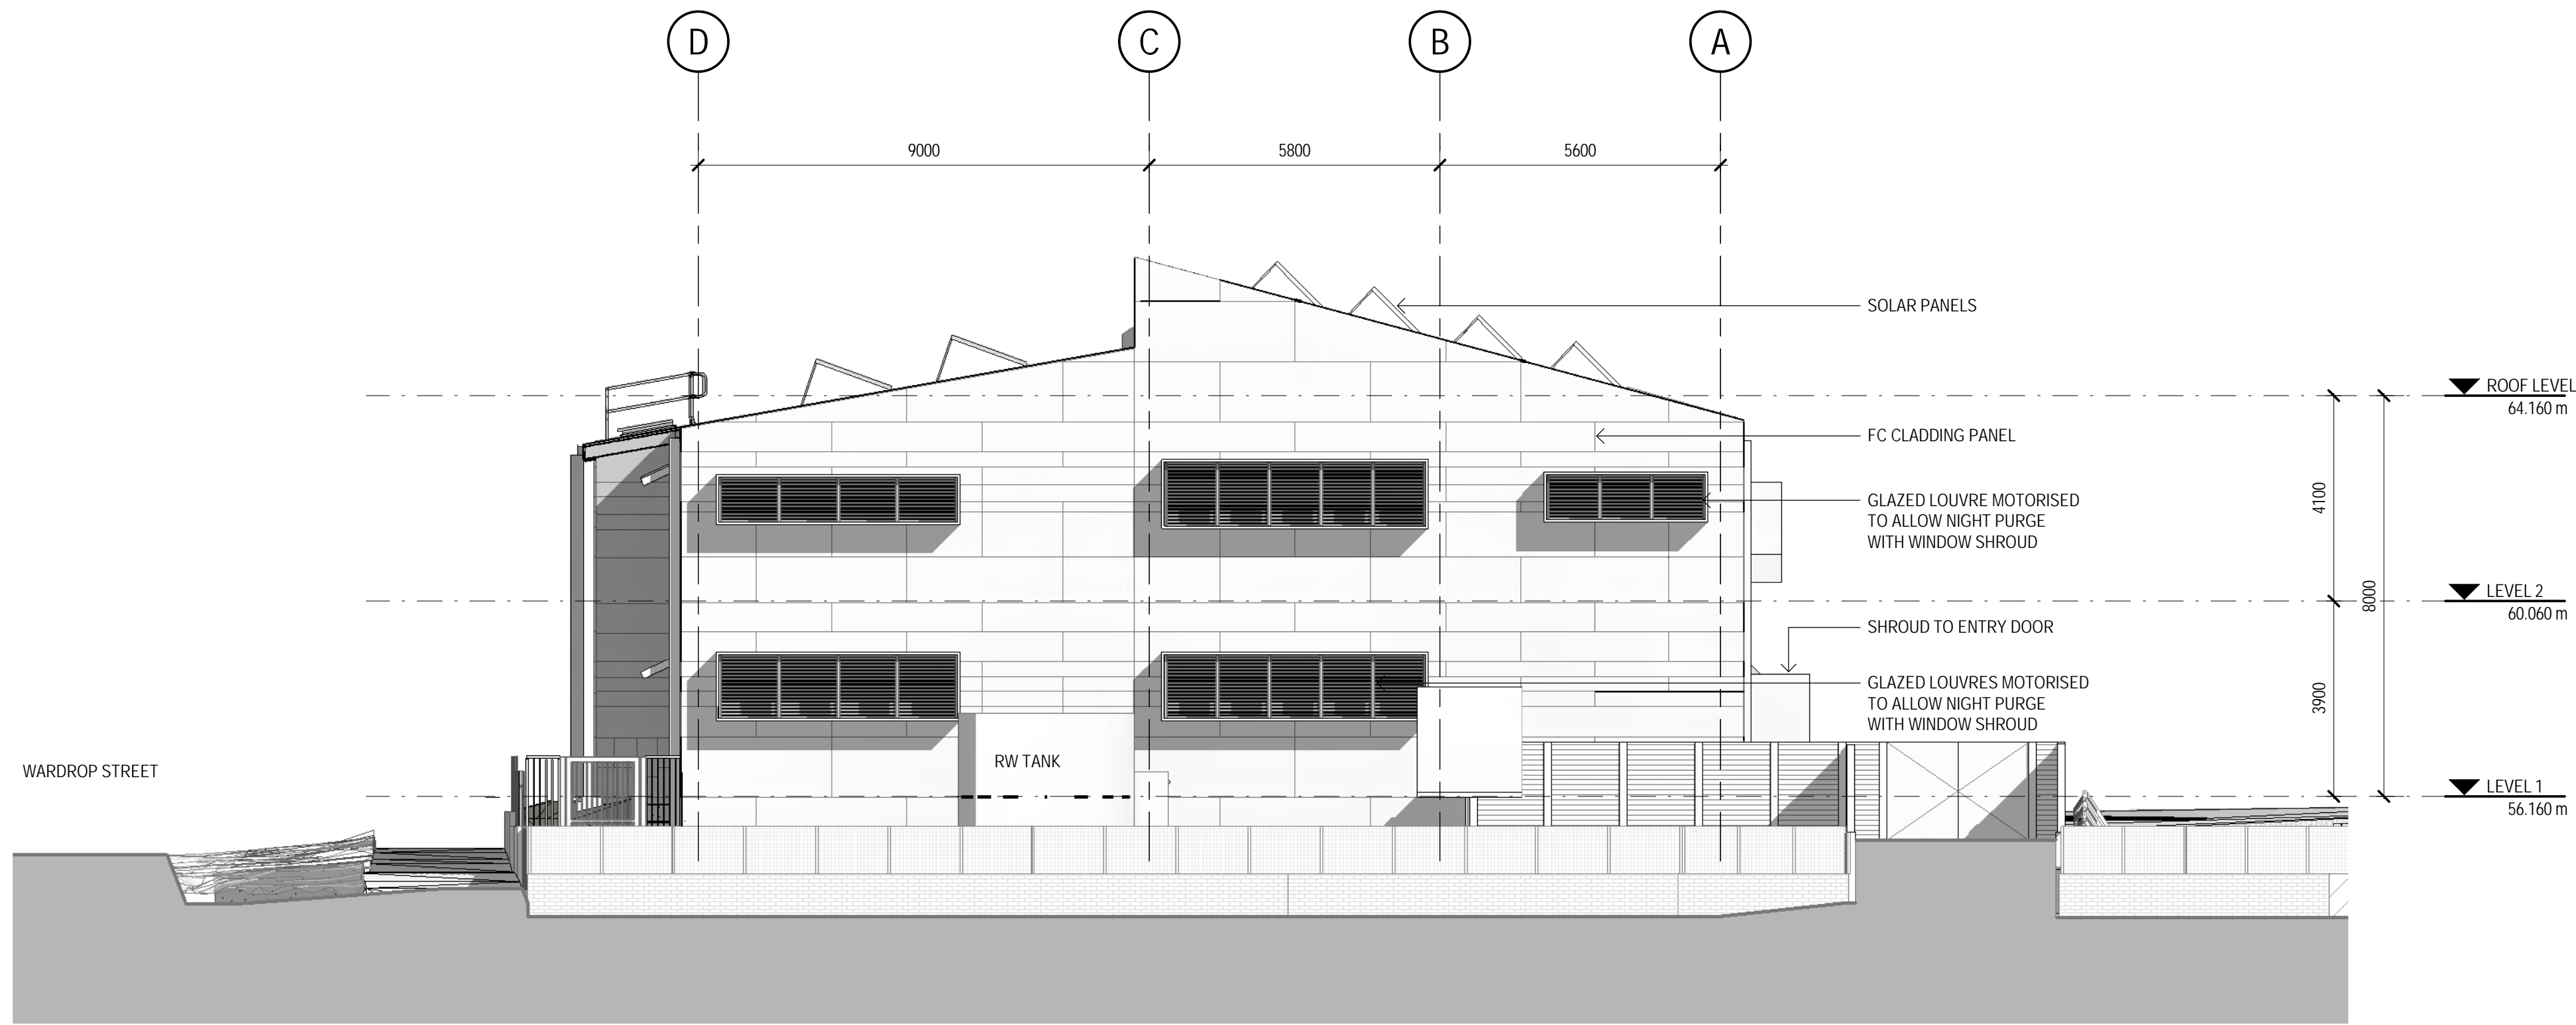 D
C
B
A
9000
5800
5600
SOLAR PANELS
ROOF LEVEL
64.160 m
FC CLADDING PANEL
GLAZED LOUVRE MOTORISED
TO ALLOW NIGHT PURGE
WITH WINDOW SHROUD
4100
8000
LEVEL 2
60.060 m
SHROUD TO ENTRY DOOR
GLAZED LOUVRES MOTORISED
TO ALLOW NIGHT PURGE
WITH WINDOW SHROUD
3900
RW TANK
WARDROP STREET
LEVEL 1
56.160 m